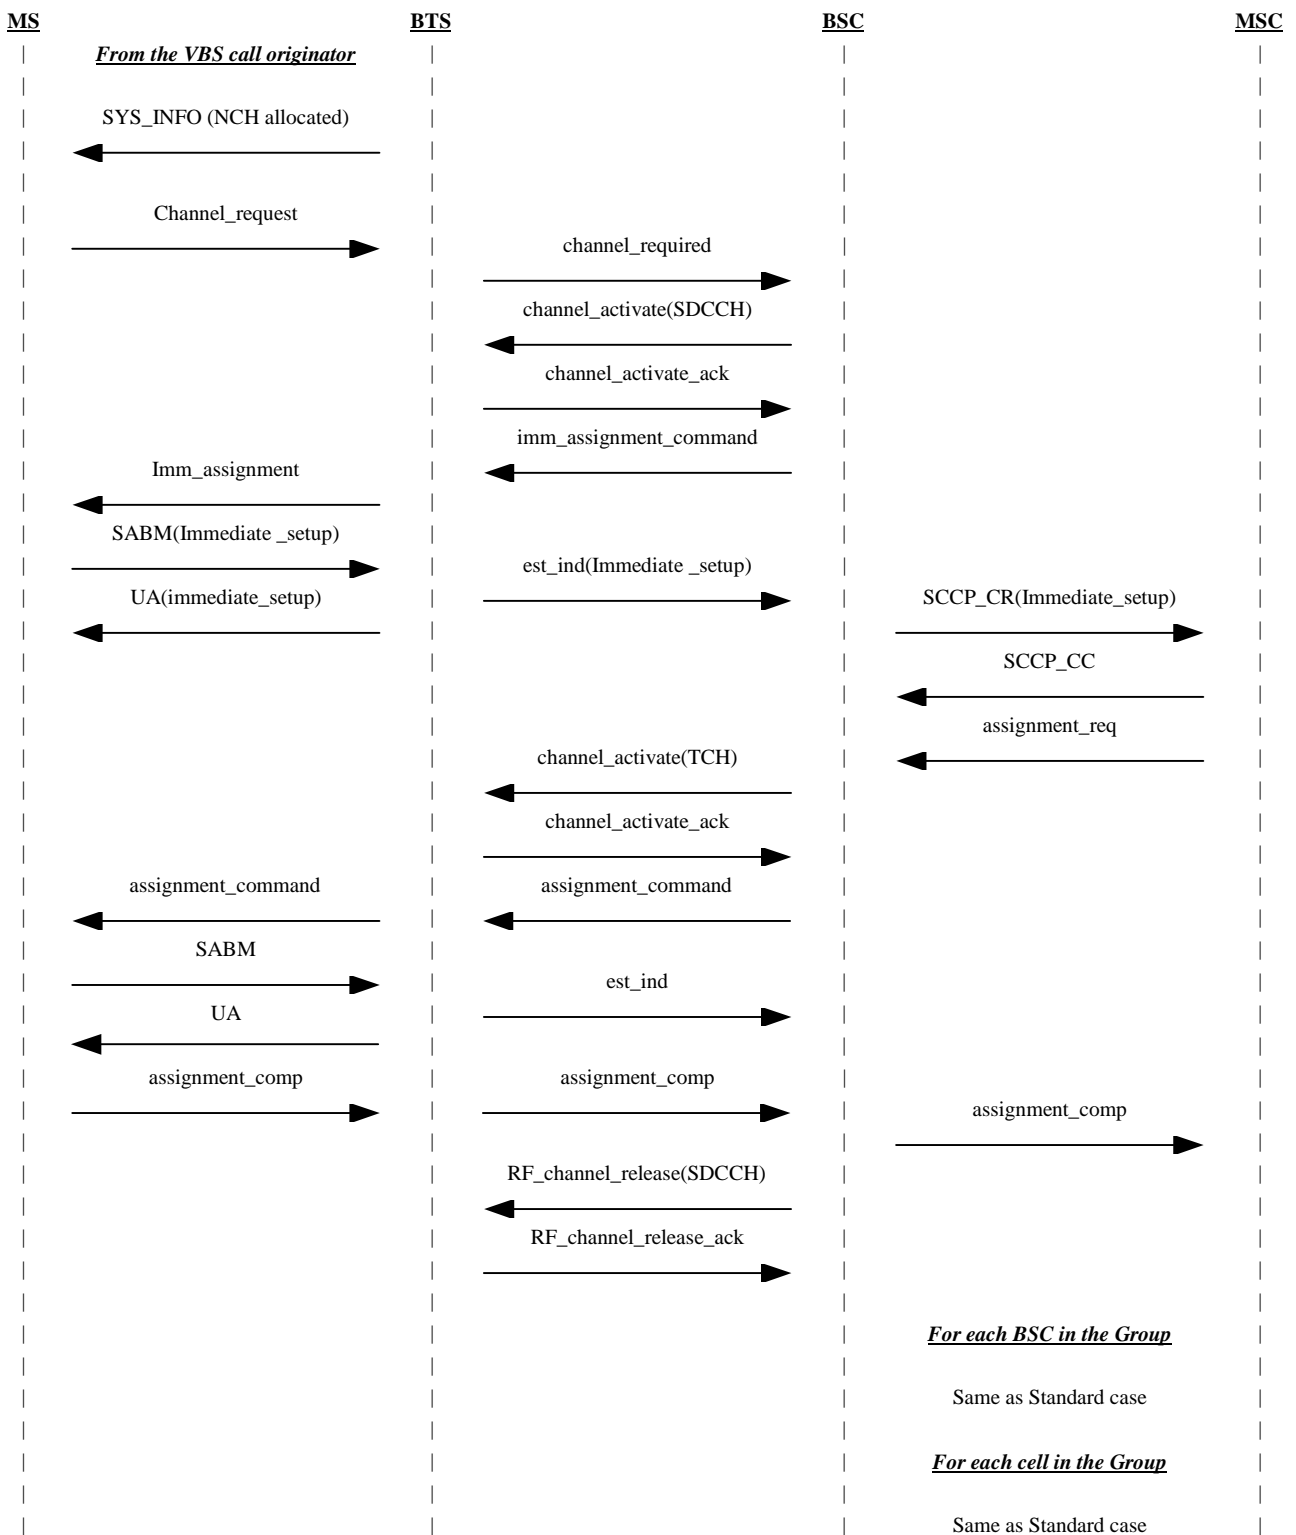 MS BTS BSC MSC
From the VBS call originator
SYS_INFO (NCH allocated)
Channel_request
channel_required
channel_activate(SDCCH)
channel_activate_ack
imm_assignment_command
Imm_assignment
SABM(Immediate _setup)
est_ind(Immediate _setup)
UA(immediate_setup) SCCP_CR(Immediate_setup)
SCCP_CC
assignment_req
channel_activate(TCH)
channel_activate_ack
assignment_command assignment_command
SABM
est_ind
UA
assignment_comp assignment_comp
assignment_comp
RF_channel_release(SDCCH)
RF_channel_release_ack
For each BSC in the Group
Same as Standard case
For each cell in the Group
Same as Standard case